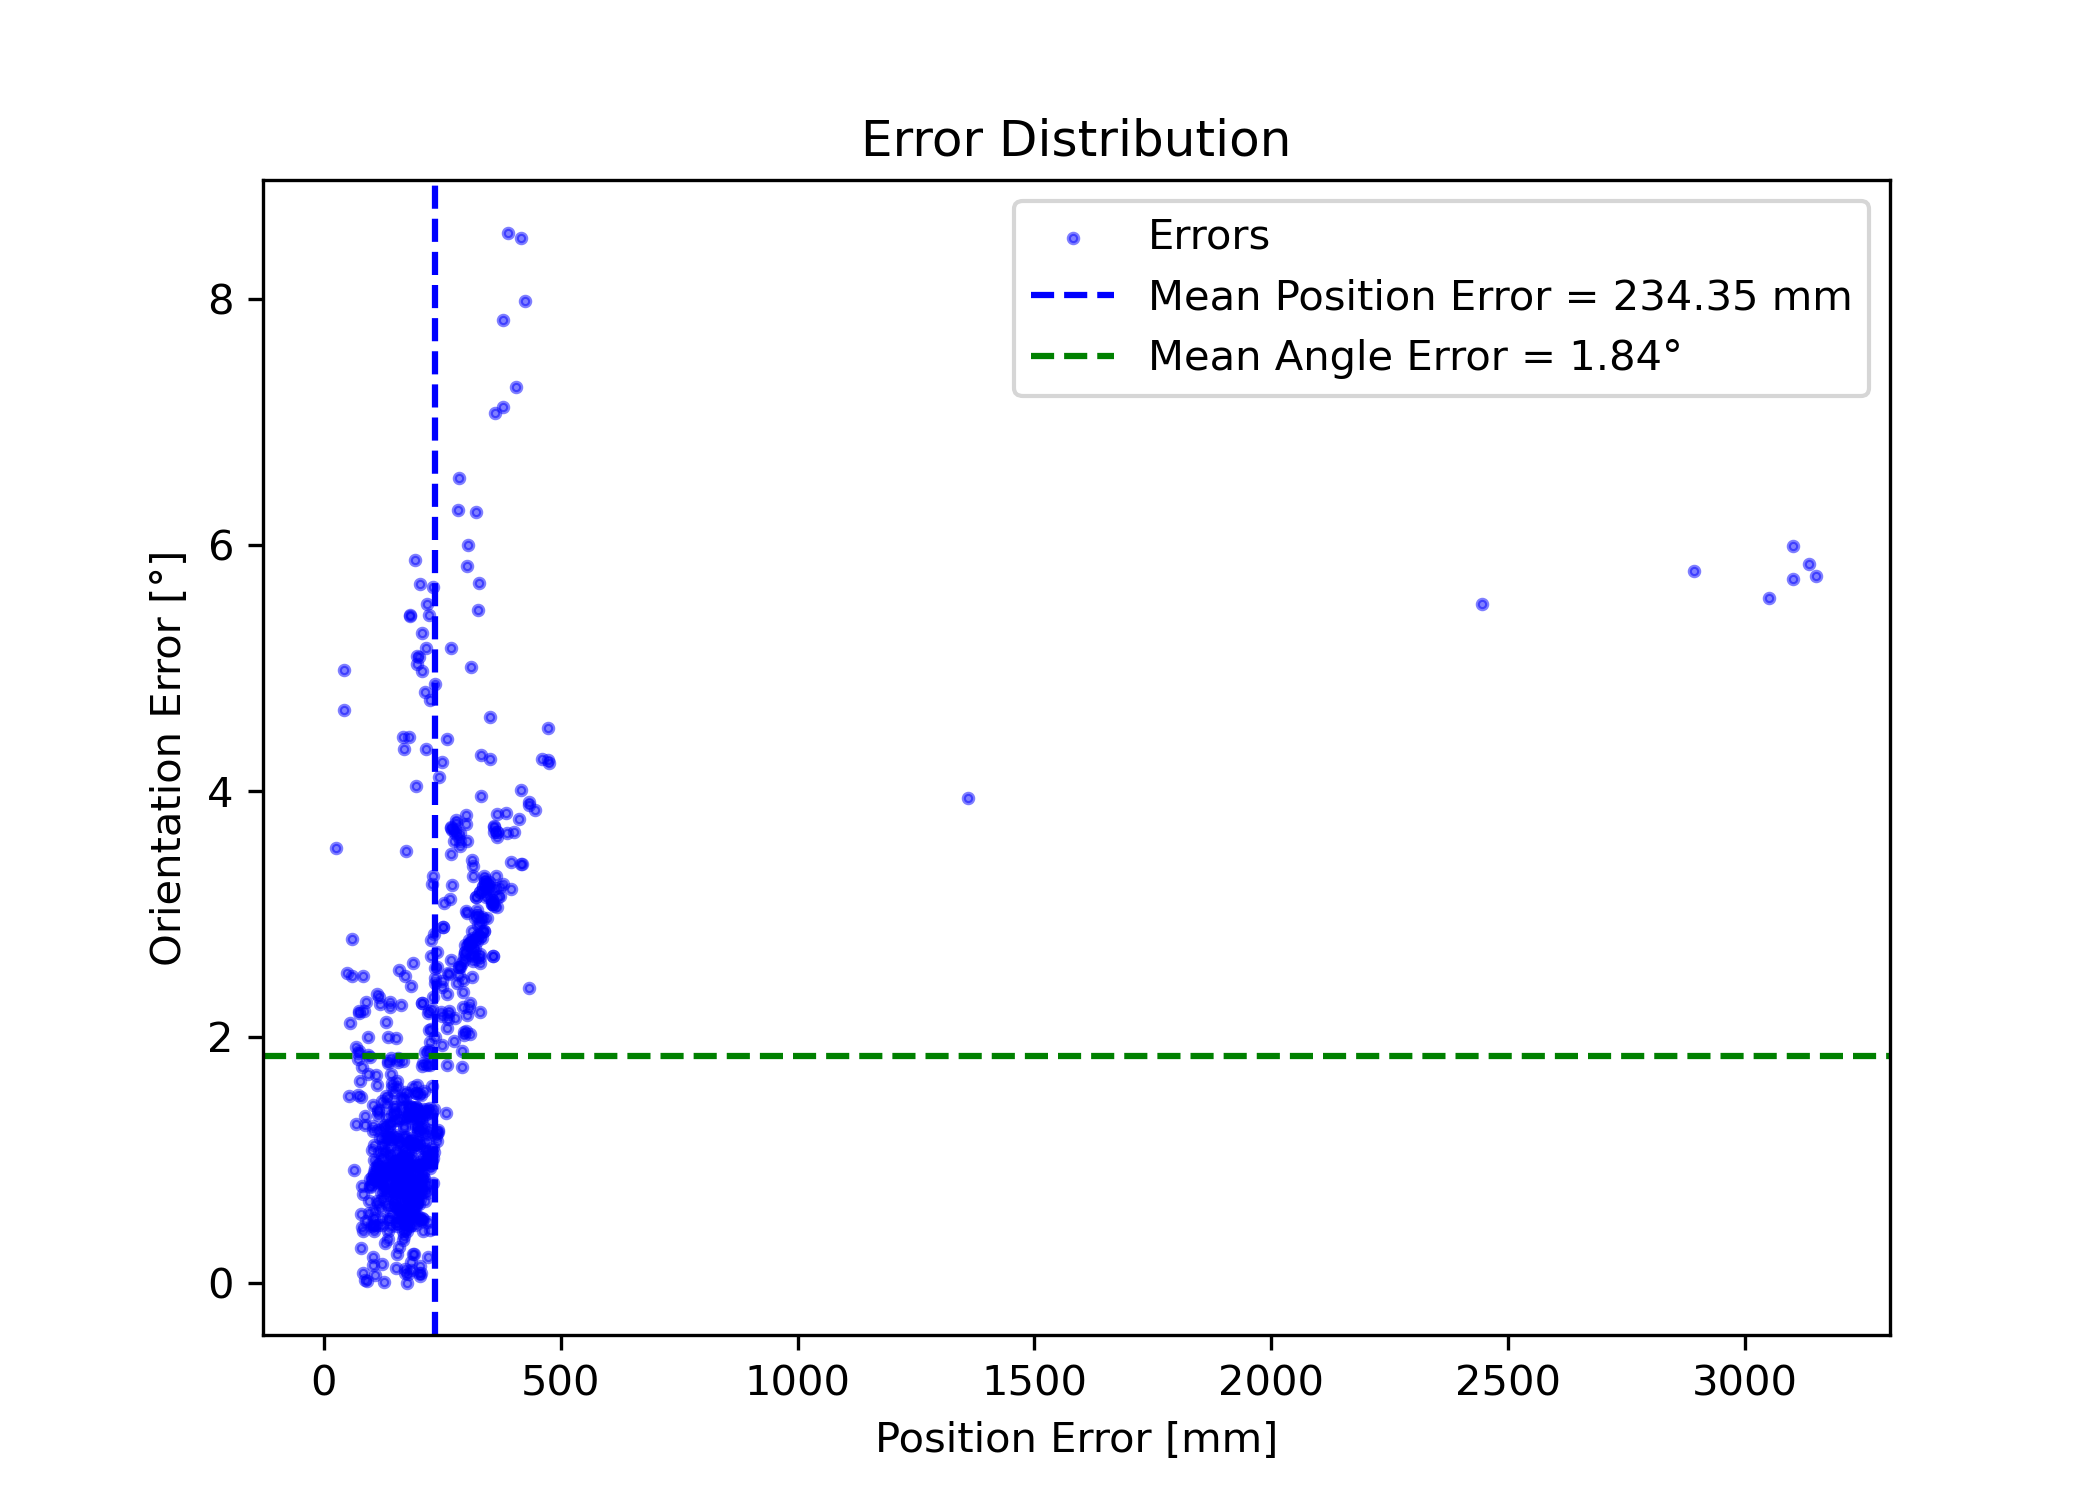 Error Distribution
Errors
Mean Position Error = 234.35 mm
Mean Angle Error = 1.84°
8
6
4
2
0
Orientation Error [°]
0 500 1000 1500 2000 2500 3000
Position Error [mm]